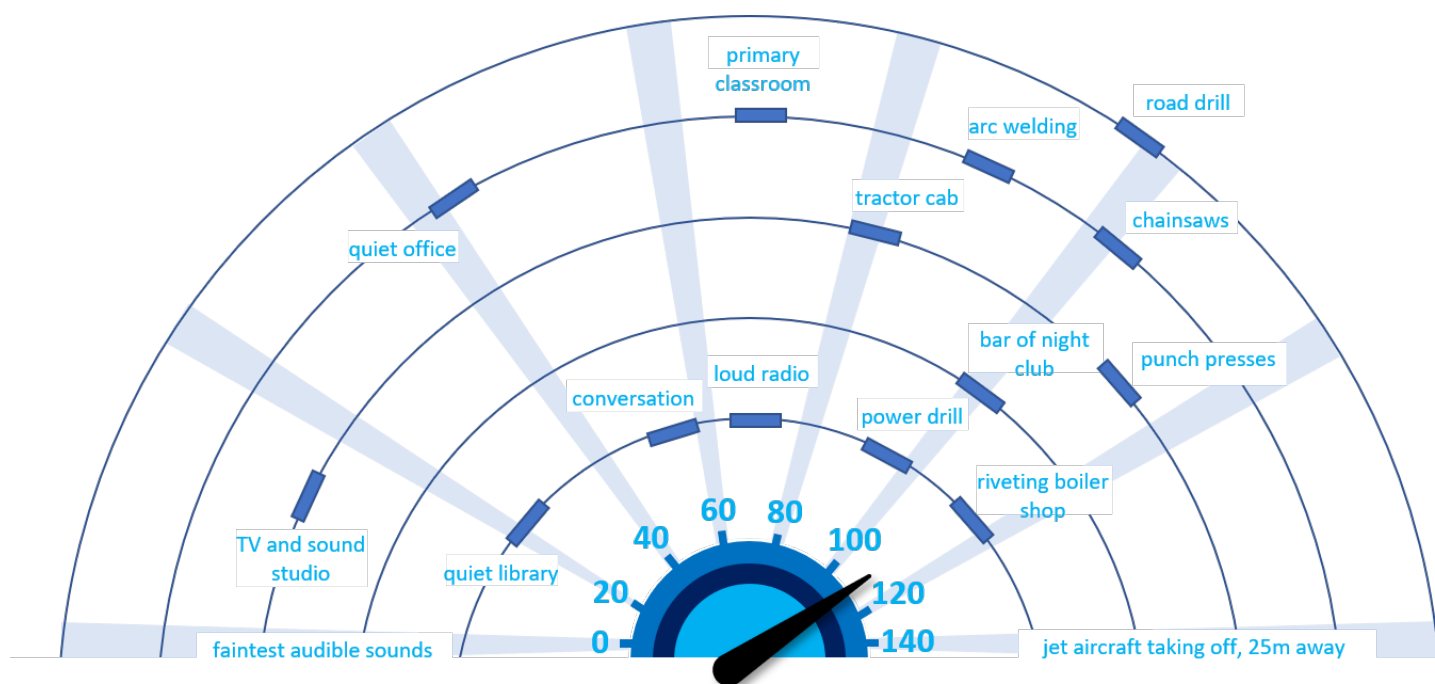 primary
classroom
road drill
arc welding
tractor cab
chainsaws
quiet office
bar of night
club
punch presses
loud radio
conversation
power drill
riveting boiler
shop
TV and sound
studio
quiet library
60
80
40
100
20
120
0
140
faintest audible sounds
jet aircraft taking off, 25m away